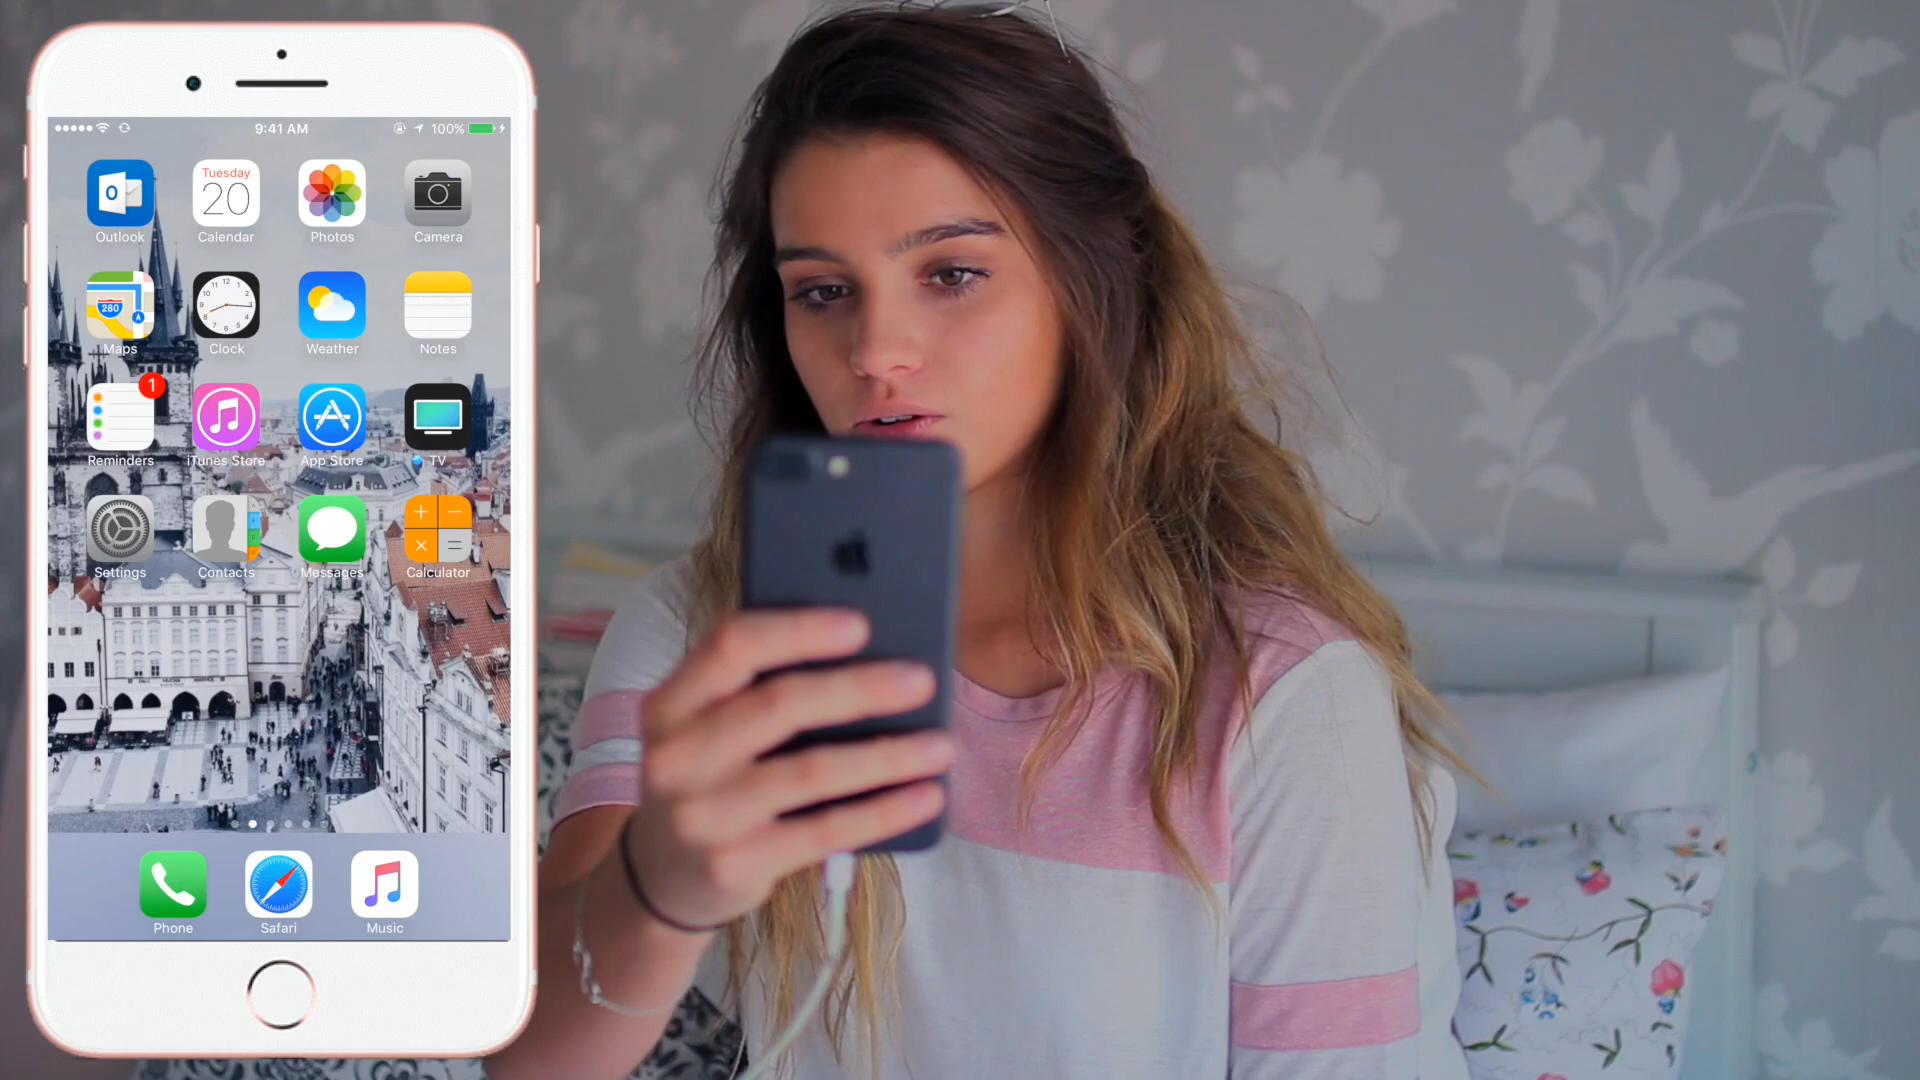 9:41 AM 100%
Tuesday
20
Outlook Calendar Photos Camera
280
Maps Clock Weather Notes
1
Reminders iTunes Store App Store TV
Settings Contacts Messages Calculator
Phone Safari Music